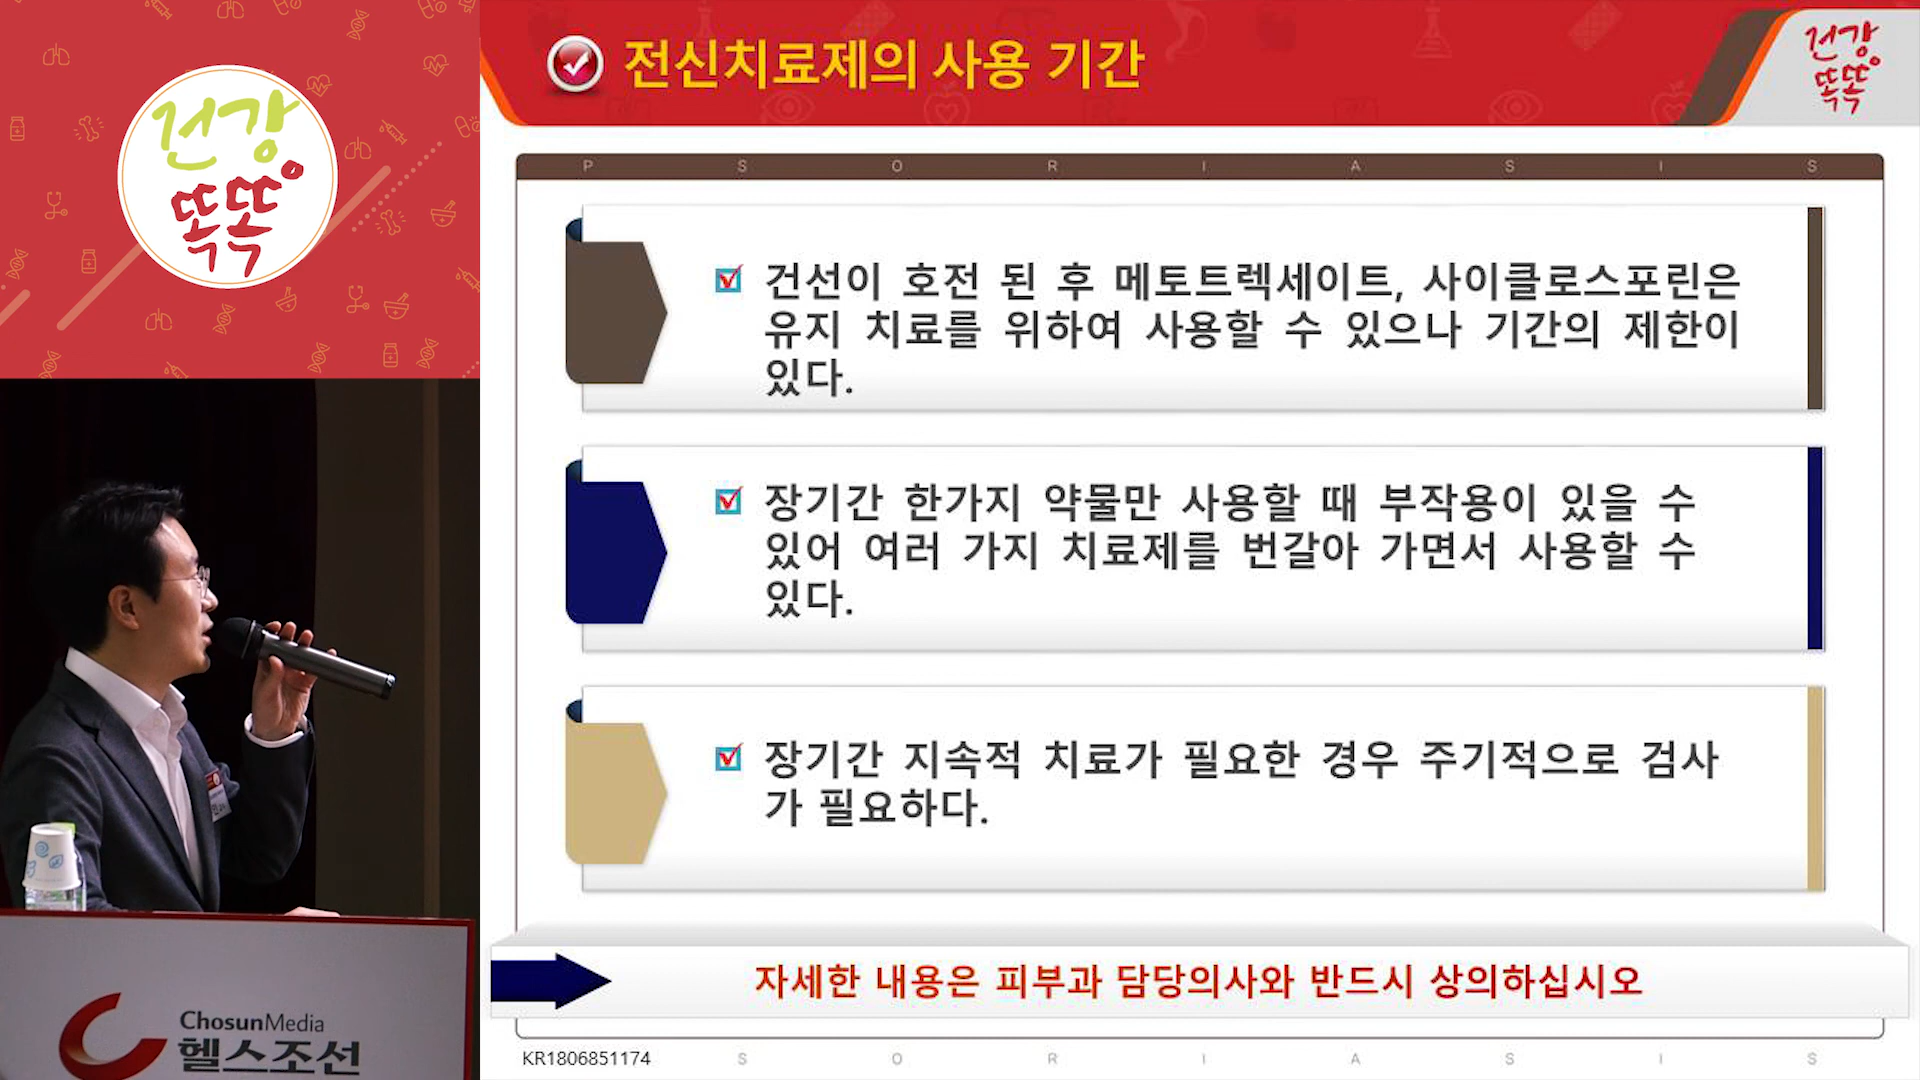 건강
똑똑
전신치료제의 사용 기간
건강
똑똑
P S O R I A S I S
건선이 호전 된 후 메토트렉세이트, 사이클로스포린은
유지 치료를 위하여 사용할 수 있으나 기간의 제한이
있다.
장기간 한가지 약물만 사용할 때 부작용이 있을 수
있어 여러 가지 치료제를 번갈아 가면서 사용할 수
있다.
장기간 지속적 치료가 필요한 경우 주기적으로 검사
가 필요하다.
자세한 내용은 피부과 담당의사와 반드시 상의하십시오
KR1806851174 S O R I A S I S
ChosunMedia
헬스조선